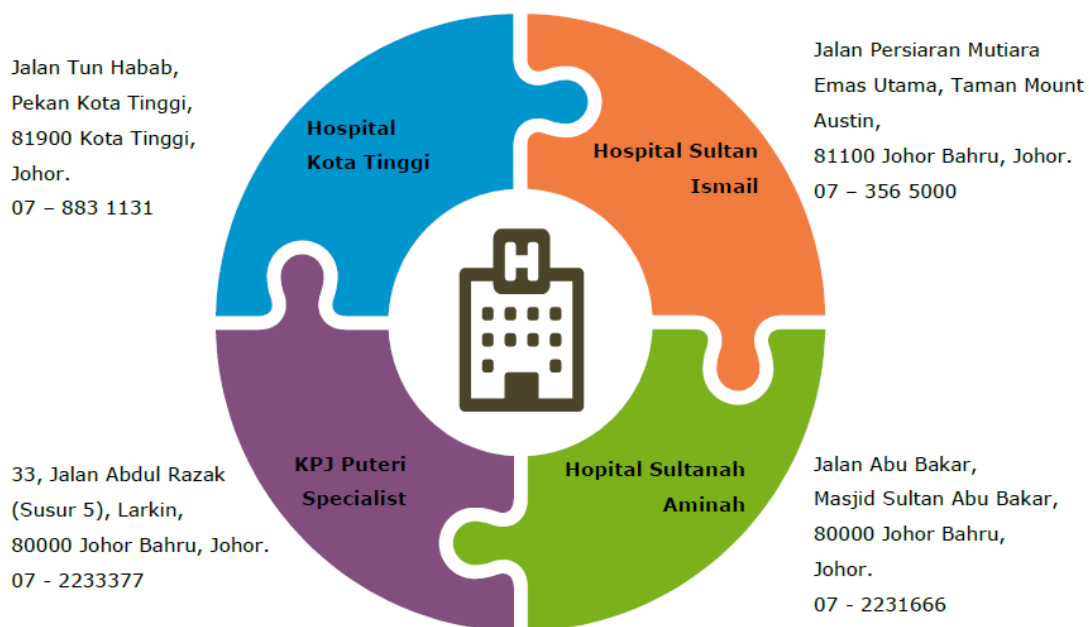 Jalan Tun Habab,
Pekan Kota Tinggi,
81900 Kota Tinggi,
Johor.
07 – 883 1131
Hospital
Kota Tinggi
Hospital Sultan
Ismail
Jalan Persiaran Mutiara
Emas Utama, Taman Mount
Austin,
81100 Johor Bahru, Johor.
07 – 356 5000
H
33, Jalan Abdul Razak
(Susur 5), Larkin,
80000 Johor Bahru, Johor.
07 - 2233377
KPJ Puteri
Specialist
Hopital Sultanah
Aminah
Jalan Abu Bakar,
Masjid Sultan Abu Bakar,
80000 Johor Bahru,
Johor.
07 - 2231666